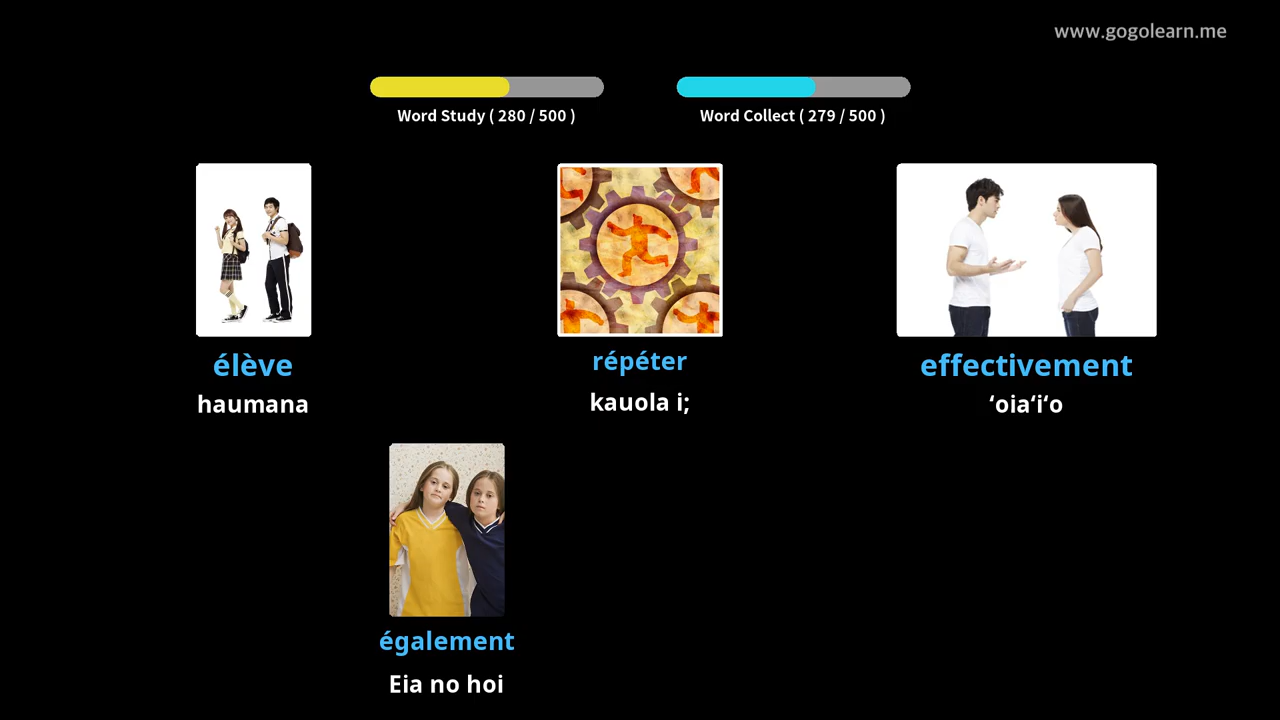 www.gogolearn.me
Word Study ( 280 / 500 )
Word Collect ( 279 / 500 )
élève
haumana
répéter
kauola i;
effectivement
ʻoiaʻiʻo
également
Eia no hoi